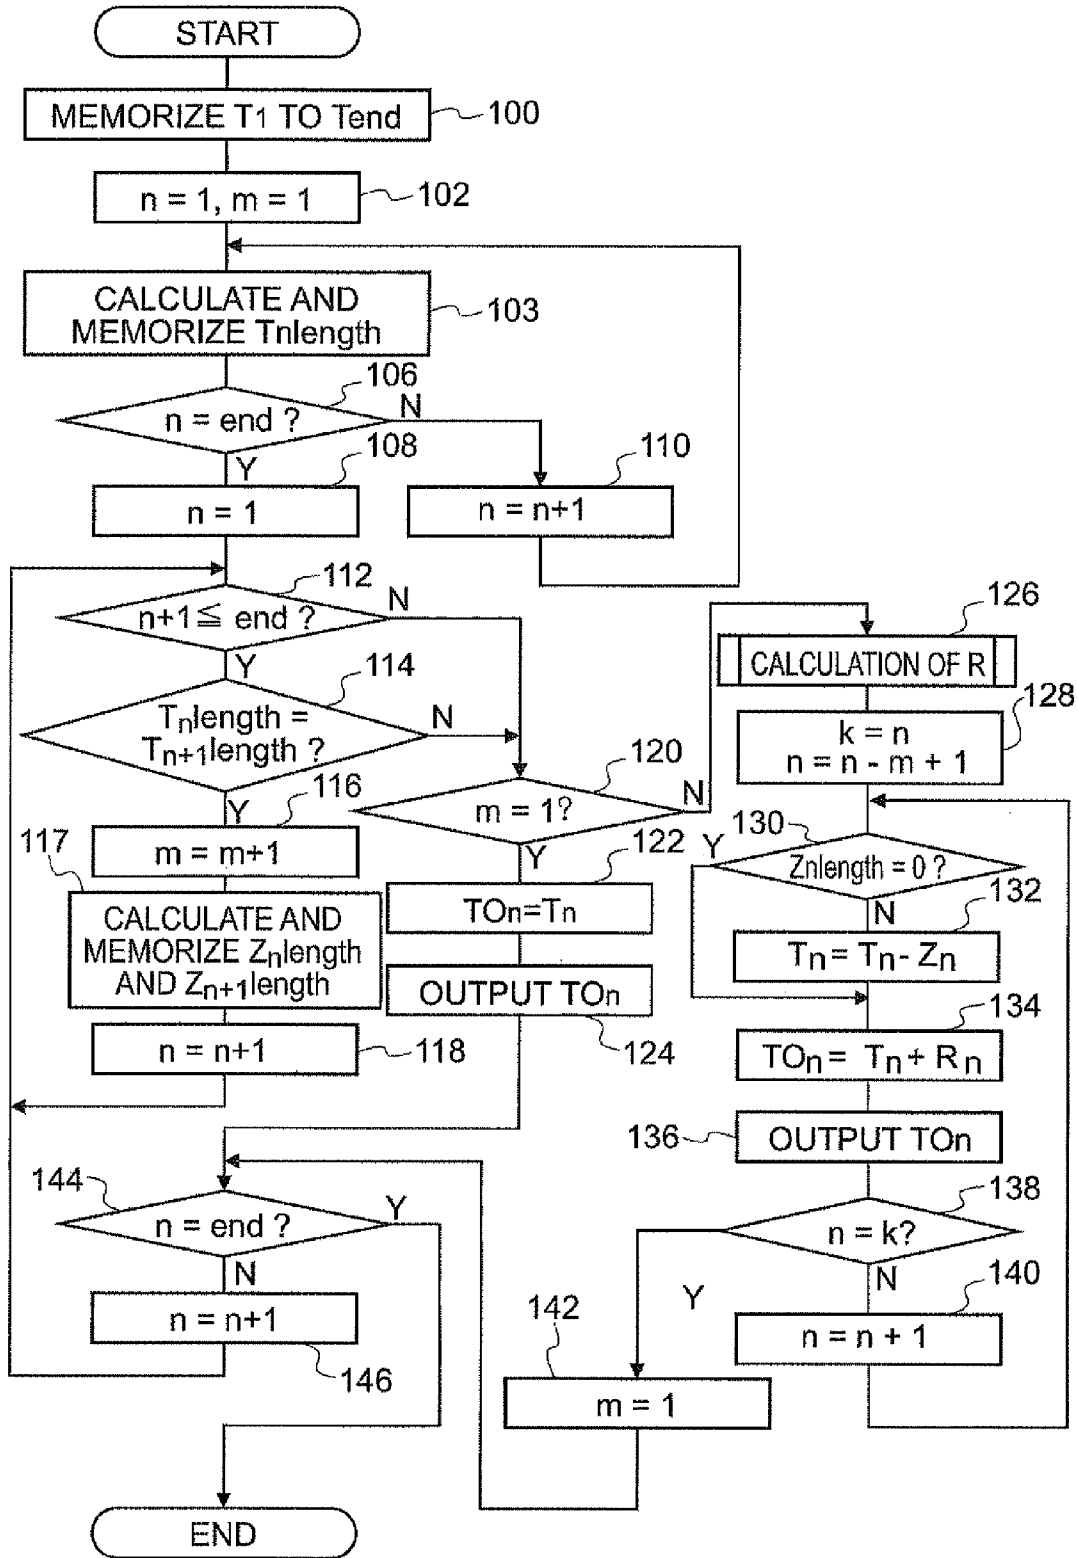 START
MEMORIZE T1 TO Tend
100
n = 1, m = 1
102
CALCULATE AND
MEMORIZE Tnlength
103
106
n = end ?
N
Y
108
n = 1
110
n = n+1
112
n+1≦ end ?
N
Y
114
Tnlength =
Tn+1length ?
N
Y
116
m = m+1
117
CALCULATE AND
MEMORIZE Znlength
AND Zn+1length
n = n+1
118
120
m = 1?
N
Y
122
TOn=Tn
OUTPUT TOn
124
126
CALCULATION OF R
128
k = n
n = n - m + 1
130
Y
Znlength = 0 ?
N
132
Tn = Tn - Zn
134
TOn = Tn + Rn
136
OUTPUT TOn
138
n = k?
N
Y
140
n = n + 1
142
m = 1
144
n = end ?
Y
N
n = n+1
146
END